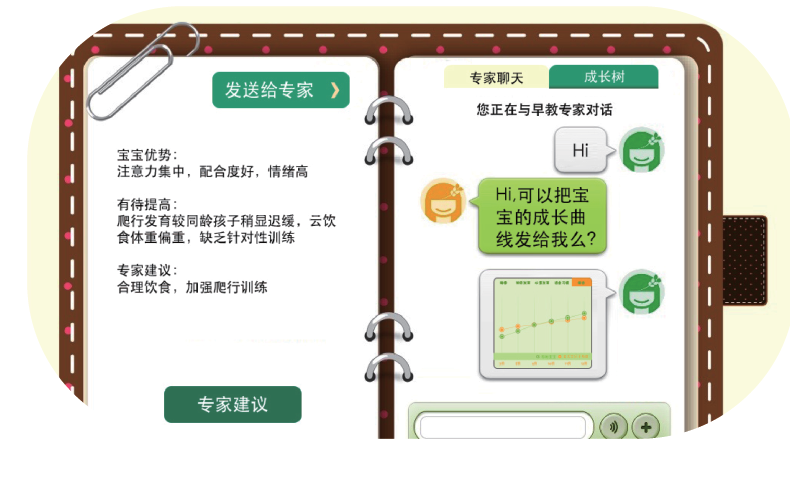 发送给专家
宝宝优势：
注意力集中，配合度好，情绪高
有待提高：
爬行发育较同龄孩子稍显迟缓，云饮
食体重偏重，缺乏针对性训练
专家建议：
合理饮食，加强爬行训练
专家建议
专家聊天
成长树
您正在与早教专家对话
Hi
Hi,可以把宝
宝的成长曲
线发给我么?